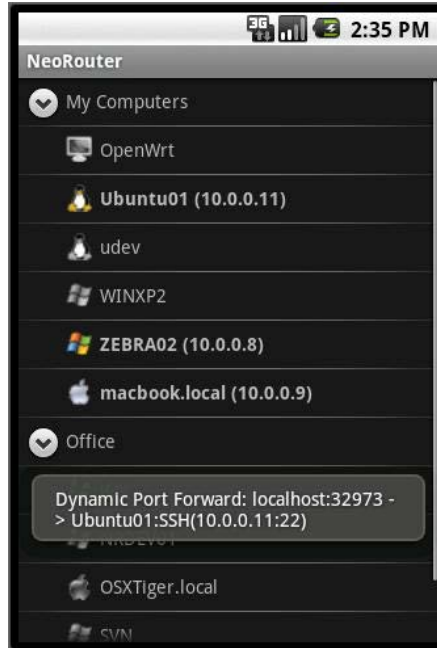 3G
2:35 PM
NeoRouter
My Computers
OpenWrt
Ubuntu01 (10.0.0.11)
udev
WINXP2
ZEBRA02 (10.0.0.8)
macbook.local (10.0.0.9)
Office
Dynamic Port Forward: localhost:32973 -
> Ubuntu01:SSH(10.0.0.11:22)
NRDEV01
OSXTiger.local
SVN